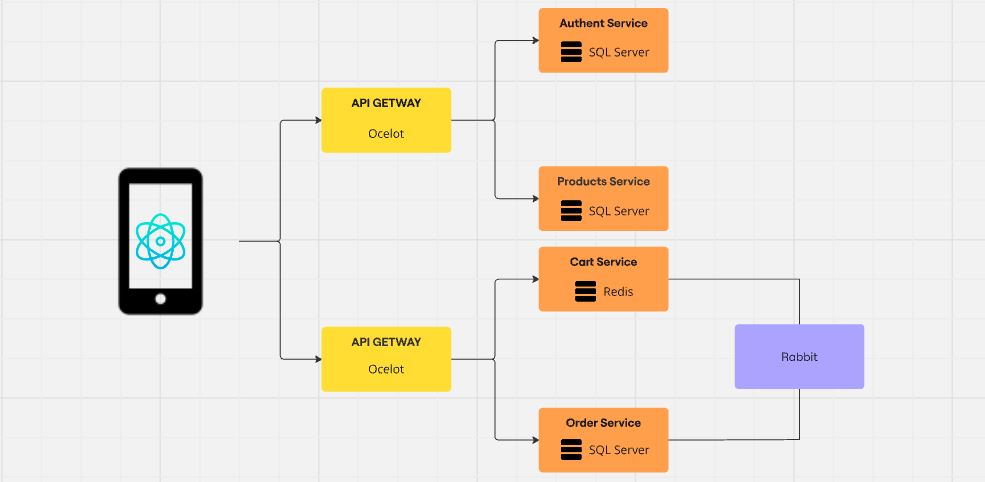 Authent Service
SQL Server
API GETWAY
Ocelot
Products Service
SQL Server
Cart Service
Redis
API GETWAY
Ocelot
Rabbit
Order Service
SQL Server